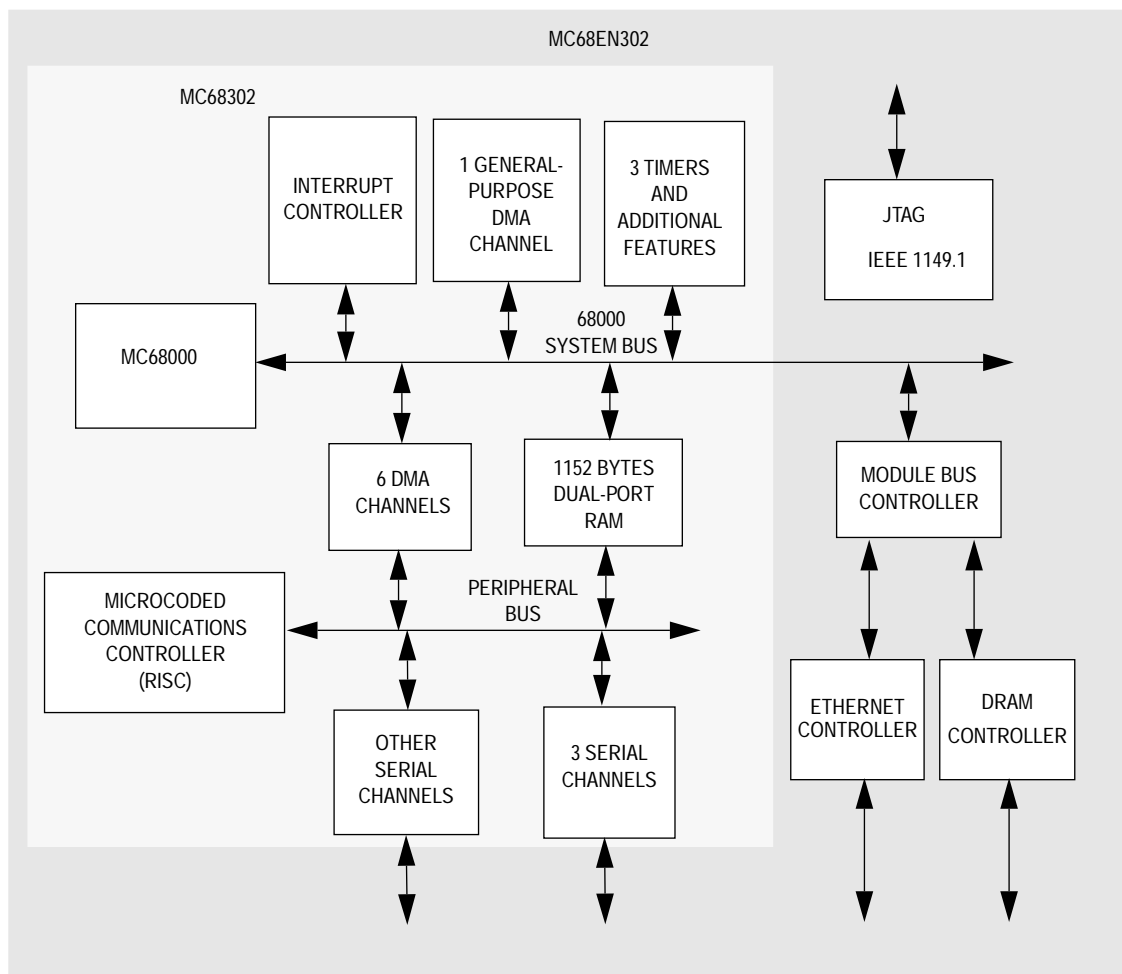 MC68EN302
MC68302
INTERRUPT
CONTROLLER
1 GENERAL-
PURPOSE
DMA
CHANNEL
3 TIMERS
AND
ADDITIONAL
FEATURES
JTAG
IEEE 1149.1
MC68000
68000
SYSTEM BUS
6 DMA
CHANNELS
1152 BYTES
DUAL-PORT
RAM
MODULE BUS
CONTROLLER
MICROCODED
COMMUNICATIONS
CONTROLLER
(RISC)
PERIPHERAL
BUS
OTHER
SERIAL
CHANNELS
3 SERIAL
CHANNELS
ETHERNET
CONTROLLER
DRAM
CONTROLLER